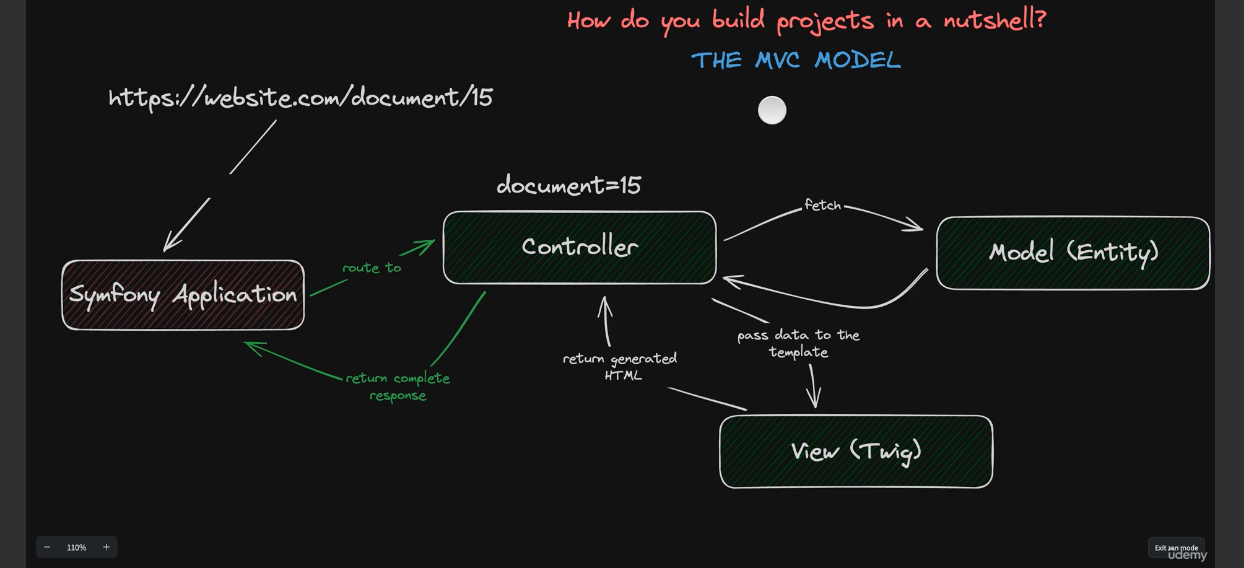 How do you build projects in a nutshell?
THE MVC MODEL
https://website.com/document/15
document=15
fetch
Controller
Model (Entity)
route to
Symfony Application
pass data to the
template
return generated
HTML
return complete
response
View (Twig)
110%
Exit zen mode
udemy